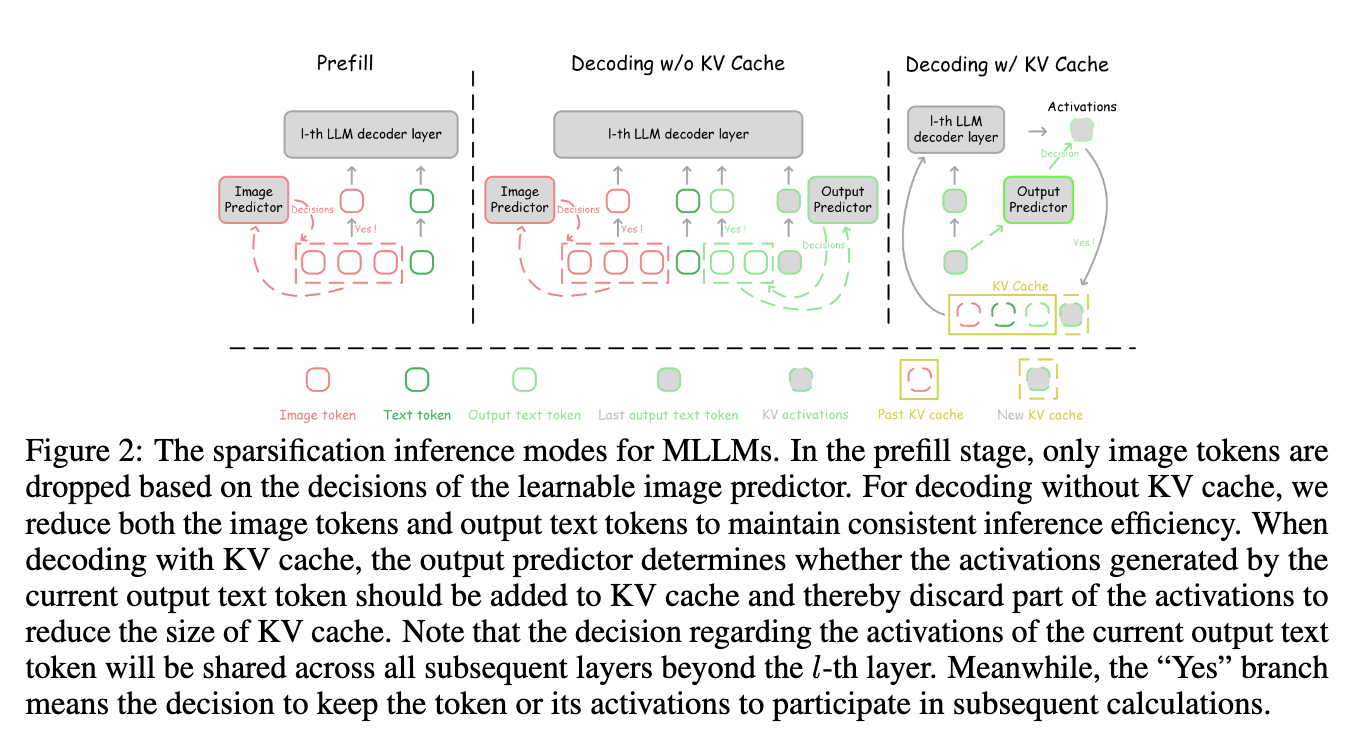 Prefill
Decoding w/o KV Cache
Decoding w/ KV Cache
l-th LLM decoder layer
Image
Predictor
Decisions
Yes !
l-th LLM decoder layer
Image
Predictor
Decisions
Yes !
Yes !
Output
Predictor
Decisions
l-th LLM
decoder layer
Activations
Decision
Output
Predictor
Yes !
KV Cache
Image token
Text token
Output text token
Last output text token
KV activations
Past KV cache
New KV cache
Figure 2: The sparsification inference modes for MLLMs. In the prefill stage, only image tokens are
dropped based on the decisions of the learnable image predictor. For decoding without KV cache, we
reduce both the image tokens and output text tokens to maintain consistent inference efficiency. When
decoding with KV cache, the output predictor determines whether the activations generated by the
current output text token should be added to KV cache and thereby discard part of the activations to
reduce the size of KV cache. Note that the decision regarding the activations of the current output text
token will be shared across all subsequent layers beyond the l-th layer. Meanwhile, the “Yes” branch
means the decision to keep the token or its activations to participate in subsequent calculations.